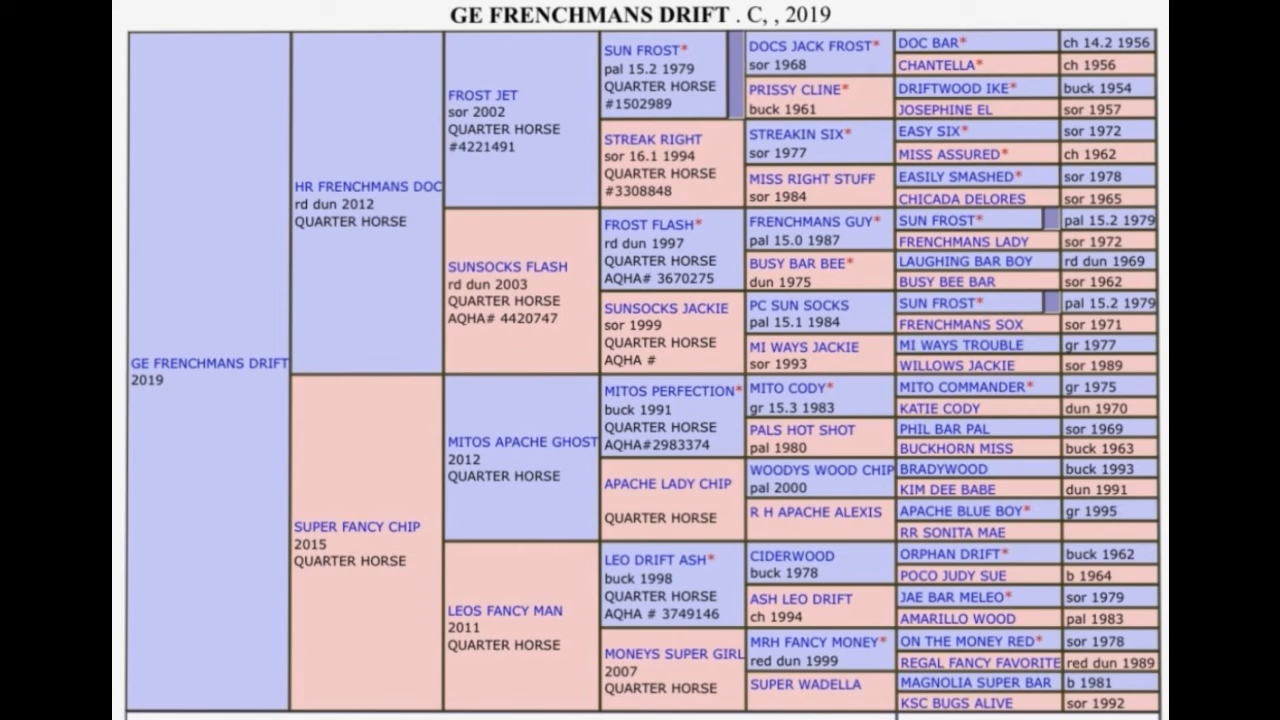 GE FRENCHMANS DRIFT . C, , 2019
GE FRENCHMANS DRIFT
2019
HR FRENCHMANS DOC
rd dun 2012
QUARTER HORSE
SUPER FANCY CHIP
2015
QUARTER HORSE
FROST JET
sor 2002
QUARTER HORSE
#4221491
SUNSOCKS FLASH
rd dun 2003
QUARTER HORSE
AQHA# 4420747
MITOS APACHE GHOST
2012
QUARTER HORSE
LEOS FANCY MAN
2011
QUARTER HORSE
SUN FROST*
pal 15.2 1979
QUARTER HORSE
#1502989
STREAK RIGHT
sor 16.1 1994
QUARTER HORSE
#3308848
FROST FLASH*
rd dun 1997
QUARTER HORSE
AQHA# 3670275
SUNSOCKS JACKIE
sor 1999
QUARTER HORSE
AQHA #
MITOS PERFECTION*
buck 1991
QUARTER HORSE
AQHA#2983374
APACHE LADY CHIP
QUARTER HORSE
LEO DRIFT ASH*
buck 1998
QUARTER HORSE
AQHA # 3749146
MONEYS SUPER GIRL
2007
QUARTER HORSE
DOCS JACK FROST*
sor 1968
PRISSY CLINE*
buck 1961
STREAKIN SIX*
sor 1977
MISS RIGHT STUFF
sor 1984
FRENCHMANS GUY*
pal 15.0 1987
BUSY BAR BEE*
dun 1975
PC SUN SOCKS
pal 15.1 1984
MI WAYS JACKIE
sor 1993
MITO CODY*
gr 15.3 1983
PALS HOT SHOT
pal 1980
WOODYS WOOD CHIP
pal 2000
R H APACHE ALEXIS
CIDERWOOD
buck 1978
ASH LEO DRIFT
ch 1994
MRH FANCY MONEY*
red dun 1999
SUPER WADELLA
DOC BAR* ch 14.2 1956
CHANTELLA* ch 1956
DRIFTWOOD IKE* buck 1954
JOSEPHINE EL sor 1957
EASY SIX* sor 1972
MISS ASSURED* ch 1962
EASILY SMASHED* sor 1978
CHICADA DELORES sor 1965
SUN FROST* pal 15.2 1979
FRENCHMANS LADY sor 1972
LAUGHING BAR BOY rd dun 1969
BUSY BEE BAR sor 1962
SUN FROST* pal 15.2 1979
FRENCHMANS SOX sor 1971
MI WAYS TROUBLE gr 1977
WILLOWS JACKIE sor 1989
MITO COMMANDER* gr 1975
KATIE CODY dun 1970
PHIL BAR PAL sor 1969
BUCKHORN MISS buck 1963
BRADYWOOD buck 1993
KIM DEE BABE dun 1991
APACHE BLUE BOY* gr 1995
RR SONITA MAE
ORPHAN DRIFT* buck 1962
POCO JUDY SUE b 1964
JAE BAR MELEO* sor 1979
AMARILLO WOOD pal 1983
ON THE MONEY RED* sor 1978
REGAL FANCY FAVORITE red dun 1989
MAGNOLIA SUPER BAR b 1981
KSC BUGS ALIVE sor 1992